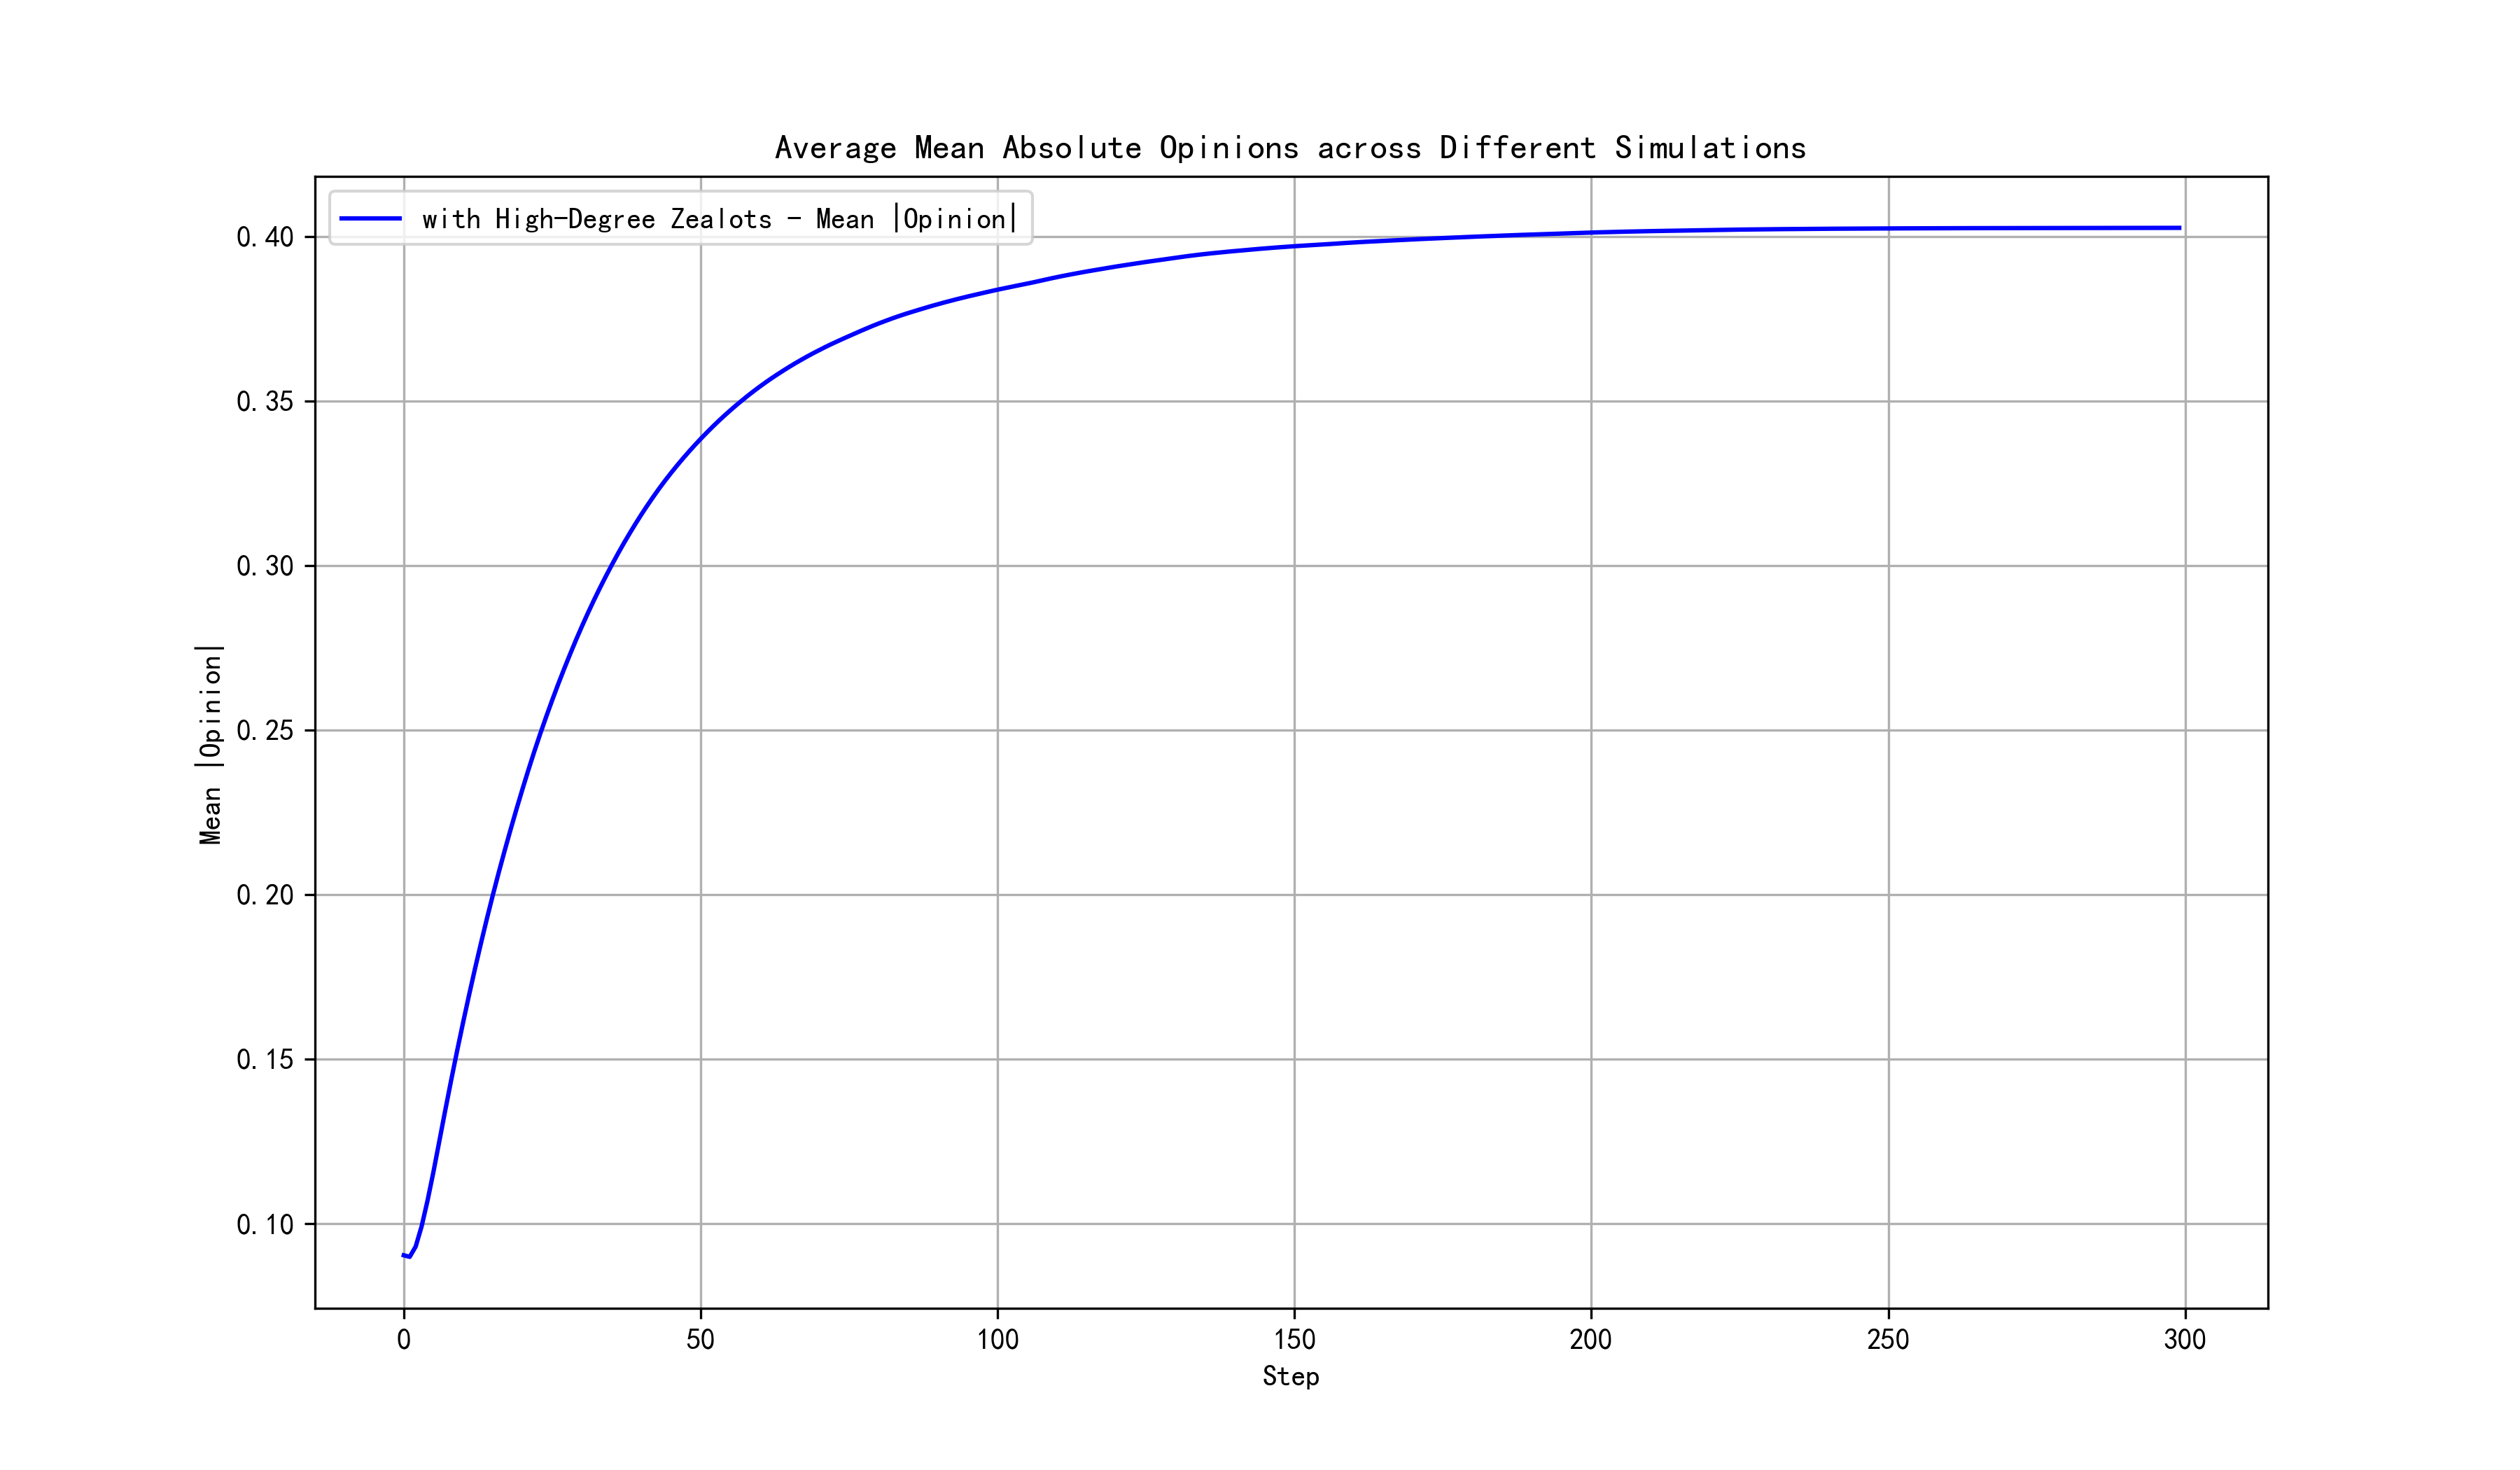 Average Mean Absolute Opinions across Different Simulations
with High-Degree Zealots - Mean |Opinion|
Mean |Opinion|
0.40
0.35
0.30
0.25
0.20
0.15
0.10
0 50 100 150 200 250 300
Step